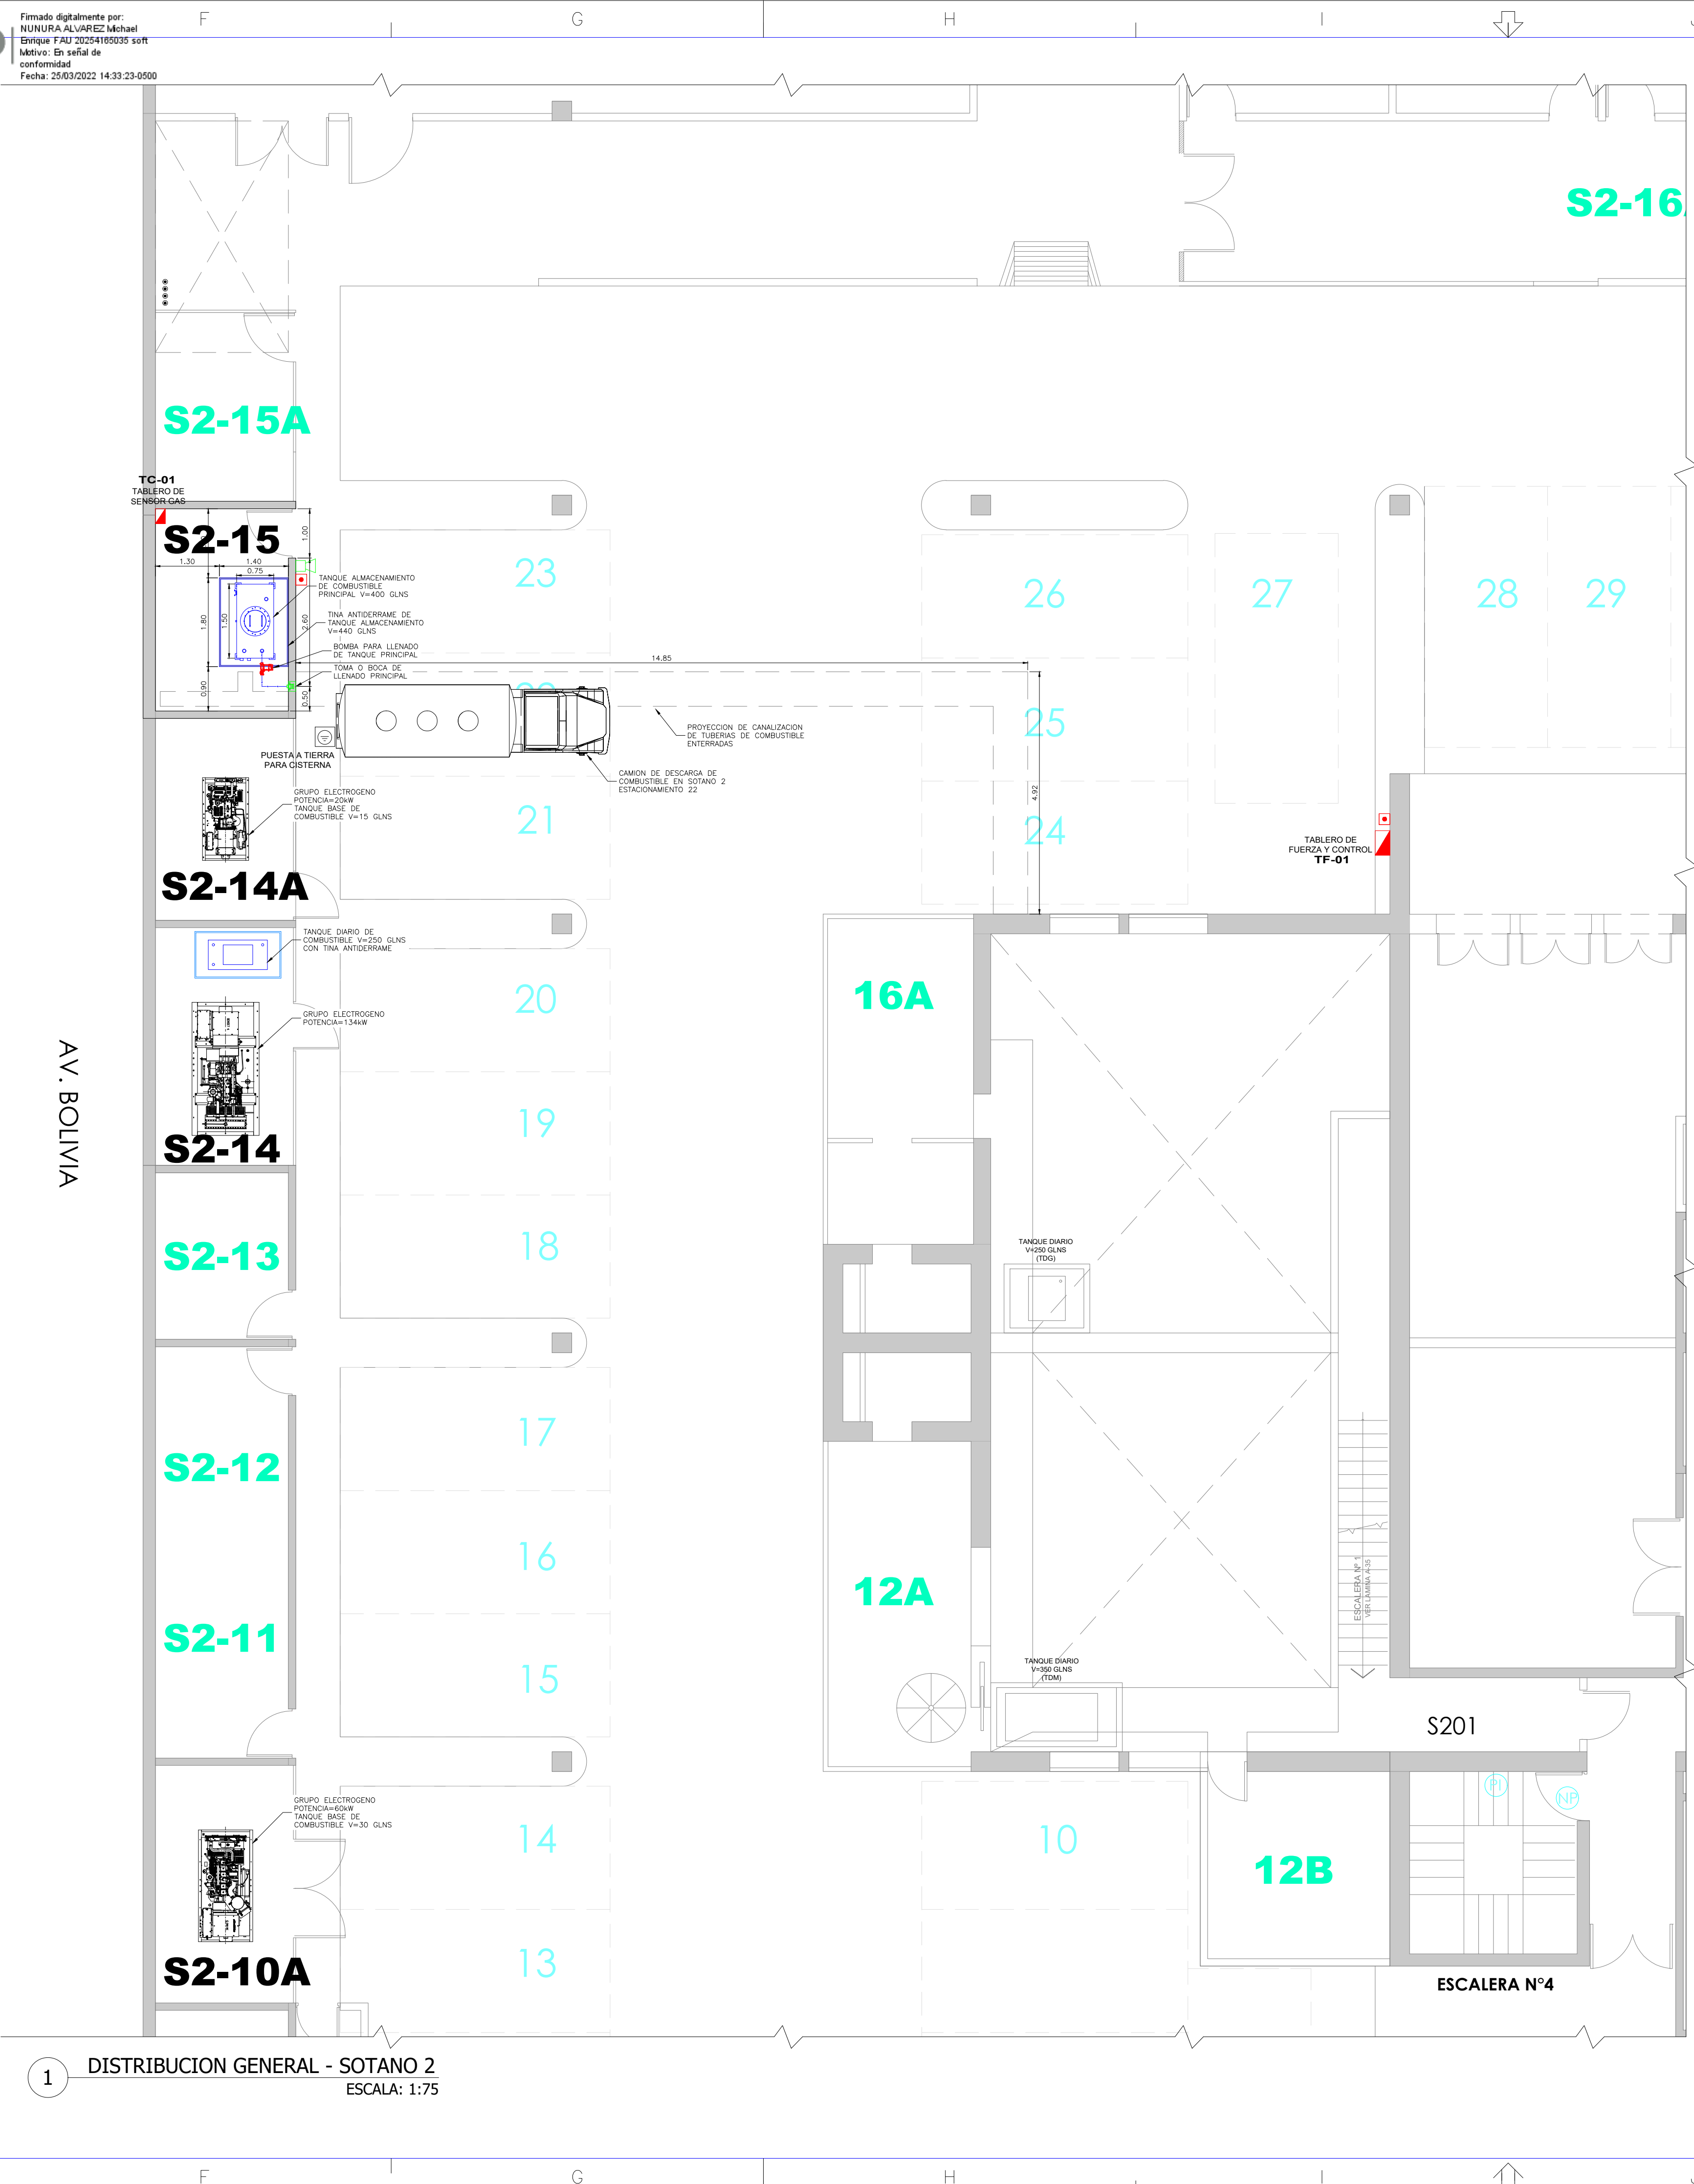 Firmado digitalmente por:
NUNURA ALVAREZ Michael
Enrique FAU 20254165035 soft
Motivo: En señal de
conformidad
Fecha: 25/03/2022 14:33:23-0500
F
G
H
I
S2-16
S2-15A
TC-01
TABLERO DE
SENSOR GAS
S2-15
1.00
1.30
1.40
0.75
1.80
1.50
2.60
0.90
0.50
TANQUE ALMACENAMIENTO
DE COMBUSTIBLE
PRINCIPAL V=400 GLNS
TINA ANTIDERRAME DE
TANQUE ALMACENAMIENTO
V=440 GLNS
BOMBA PARA LLENADO
DE TANQUE PRINCIPAL
TOMA O BOCA DE
LLENADO PRINCIPAL
14.85
4.92
23
26
27
28
29
25
PROYECCION DE CANALIZACION
DE TUBERIAS DE COMBUSTIBLE
ENTERRADAS
PUESTA A TIERRA
PARA CISTERNA
CAMION DE DESCARGA DE
COMBUSTIBLE EN SOTANO 2
ESTACIONAMIENTO 22
GRUPO ELECTROGENO
POTENCIA=20kW
TANQUE BASE DE
COMBUSTIBLE V=15 GLNS
21
24
TABLERO DE
FUERZA Y CONTROL
TF-01
S2-14A
TANQUE DIARIO DE
COMBUSTIBLE V=250 GLNS
CON TINA ANTIDERRAME
20
16A
GRUPO ELECTROGENO
POTENCIA=134kW
AV. BOLIVIA
19
S2-14
S2-13
18
TANQUE DIARIO
V=250 GLNS
(TDG)
17
S2-12
16
12A
ESCALERA Nº 1
VER LAMINA A-35
S2-11
15
TANQUE DIARIO
V=350 GLNS
(TDM)
S201
PI
NP
GRUPO ELECTROGENO
POTENCIA=60kW
TANQUE BASE DE
COMBUSTIBLE V=30 GLNS
14
10
12B
13
S2-10A
ESCALERA N°4
1
DISTRIBUCION GENERAL - SOTANO 2
ESCALA: 1:75
F
G
H
I